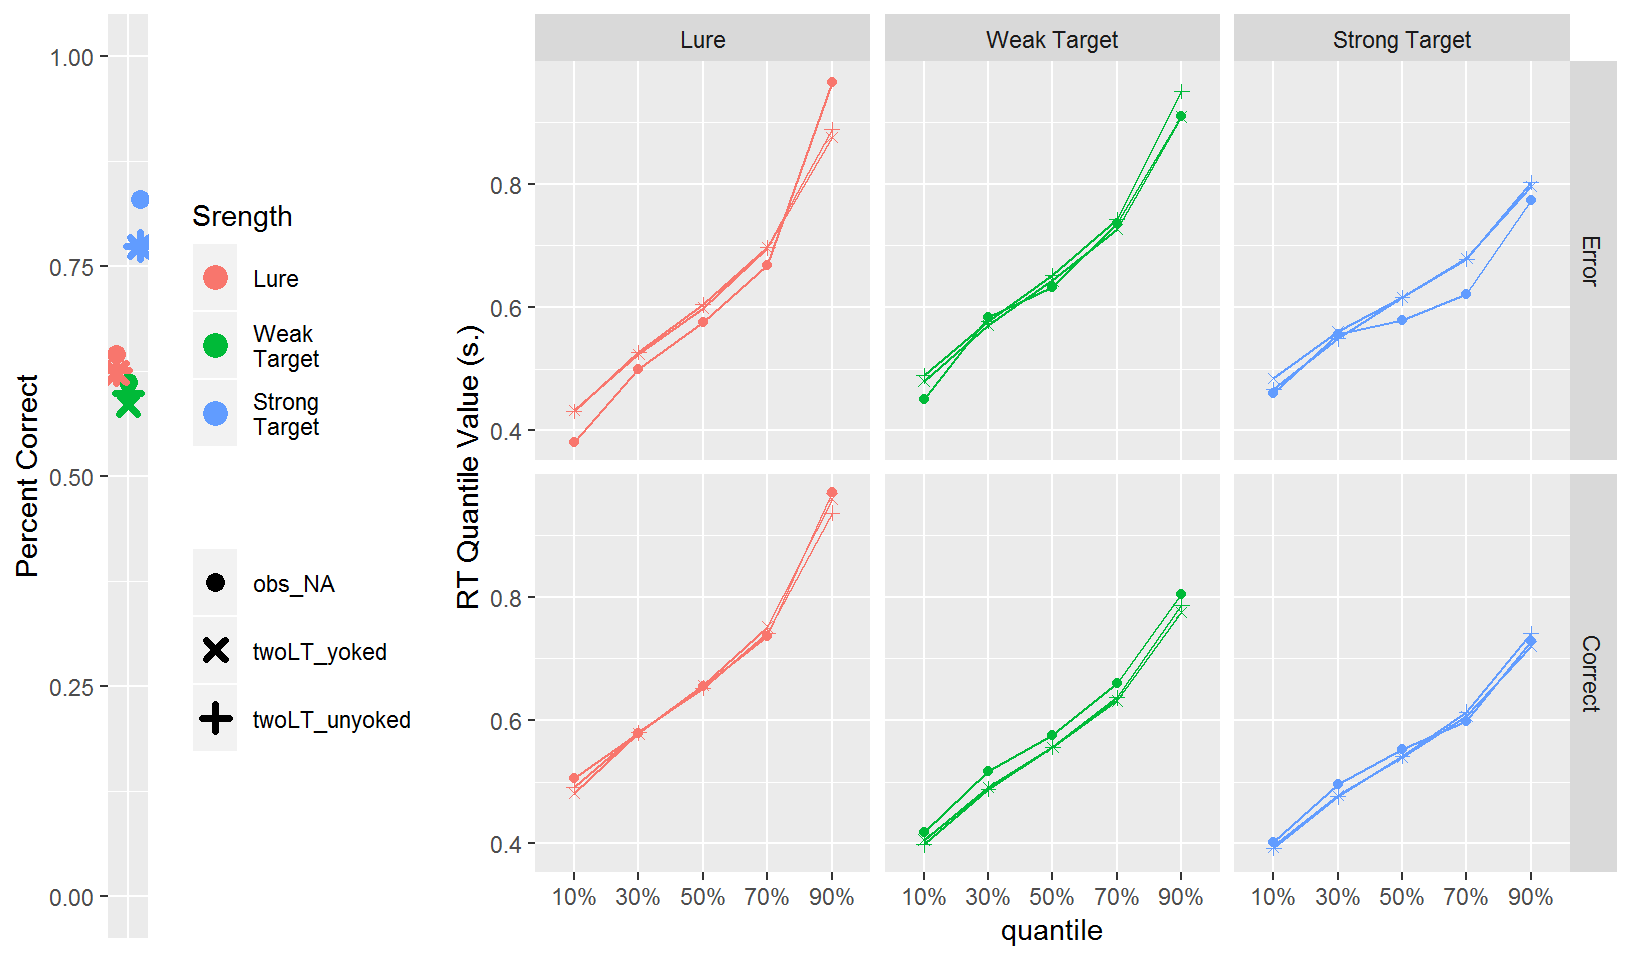 Percent Correct
1.00
0.75
0.50
0.25
0.00
Srength
Lure
Weak
Target
Strong
Target
obs_NA
twoLT_yoked
twoLT_unyoked
RT Quantile Value (s.)
Lure
Weak Target
Strong Target
0.8
0.6
0.4
Error
0.8
0.6
0.4
Correct
10% 30% 50% 70% 90%
10% 30% 50% 70% 90%
10% 30% 50% 70% 90%
quantile